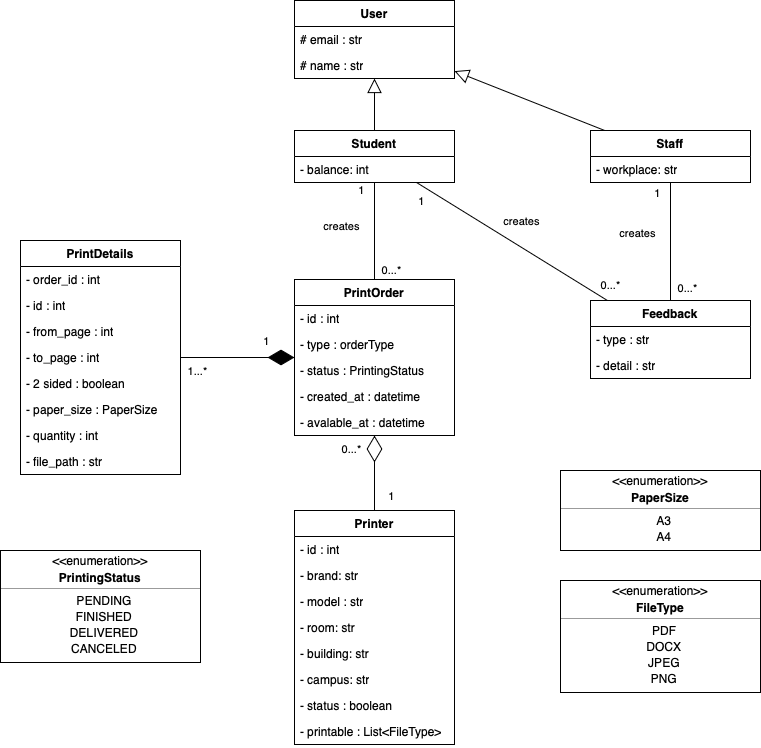 User
# email : str
# name : str
Student
- balance: int
Staff
- workplace: str
1
1
1
creates
creates
creates
0...*
0...*
0...*
PrintDetails
- order_id : int
- id : int
- from_page : int
- to_page : int
- 2 sided : boolean
- paper_size : PaperSize
- quantity : int
- file_path : str
1
1...*
PrintOrder
- id : int
- type : orderType
- status : PrintingStatus
- created_at : datetime
- avalable_at : datetime
Feedback
- type : str
- detail : str
0...*
1
Printer
- id : int
- brand: str
- model : str
- room: str
- building: str
- campus: str
- status : boolean
- printable : List<FileType>
<<enumeration>>
PaperSize
A3
A4
<<enumeration>>
PrintingStatus
PENDING
FINISHED
DELIVERED
CANCELED
<<enumeration>>
FileType
PDF
DOCX
JPEG
PNG